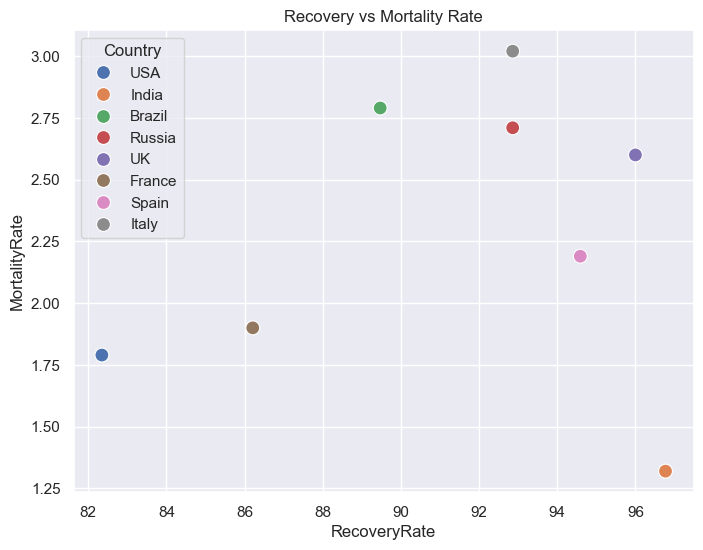 Recovery vs Mortality Rate
MortalityRate
3.00
2.75
2.50
2.25
2.00
1.75
1.50
1.25
Country
USA
India
Brazil
Russia
UK
France
Spain
Italy
82 84 86 88 90 92 94 96
RecoveryRate